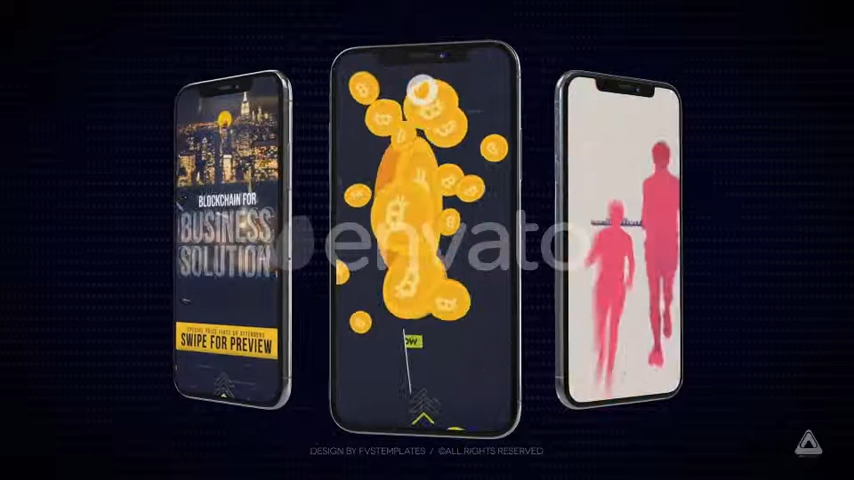 BLOCKCHAIN FOR
BUSINESS
SOLUTION
SWIPE FOR PREVIEW
envato
DESIGN BY FVSTEMPLATES / ©ALL RIGHTS RESERVED